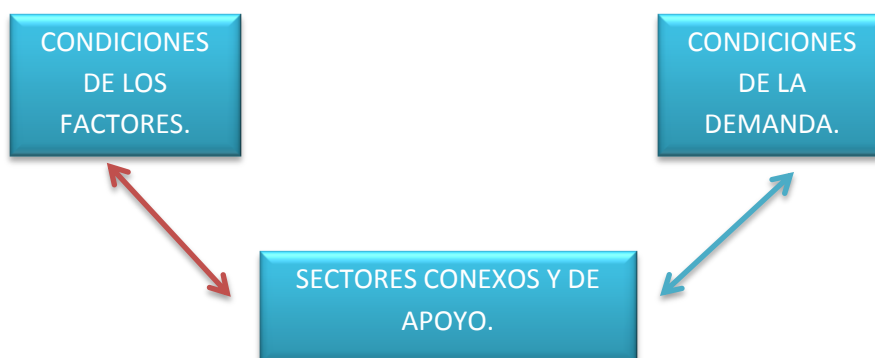 CONDICIONES
DE LOS
FACTORES.
CONDICIONES
DE LA
DEMANDA.
SECTORES CONEXOS Y DE
APOYO.